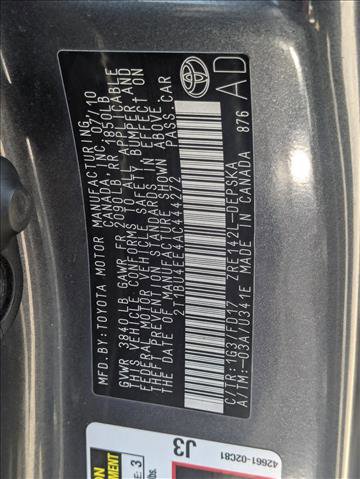 MFD.BY: TOYOTA MOTOR MANUFACTURING
CANADA, INC. 07/10
GVWR 3840LB GAWR FR 2090LB RR 1850LB
THIS VEHICLE CONFORMS TO ALL APPLICABLE
FEDERAL MOTOR VEHICLE SAFETY BUMPER AND
THEFT PREVENTION STANDARDS IN EFFECT ON
THE DATE OF MANUFACTURE SHOWN ABOVE.
2T1BU4EE4AC444272 PASS.CAR
C/TR: 1G3/FD17 ZRE142L-DEPSKA
A/TM: -03A/U341E MADE IN CANADA 876
AD
42661-02C81
J3